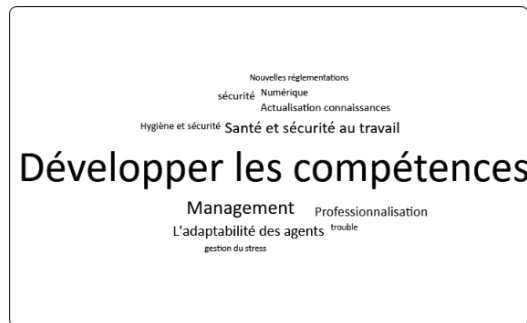 Nouvelles réglementations
sécurité Numérique
Actualisation connaissances
Hygiène et sécurité Santé et sécurité au travail
Développer les compétences
Management Professionnalisation
L'adaptabilité des agents trouble
gestion du stress